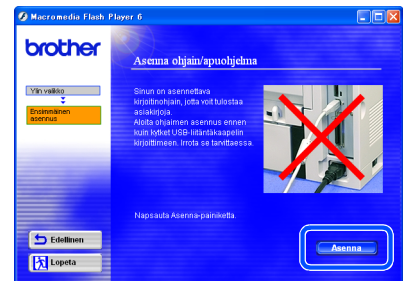 Macromedia Flash Player 6
brother
Asenna ohjain/apuohjelma
Ylin valikko
Ensimmäinen
asennus
Sinun on asennettava
kirjoitinohjain, jotta voit tulostaa
asiakirjoja.
Aloita ohjaimen asennus ennen
kuin kytket USB-liitäntäkaapelin
kirjoittimeen. Irrota se tarvittaessa.
Napsauta Asenna-painiketta.
Edellinen
Lopeta
Asenna